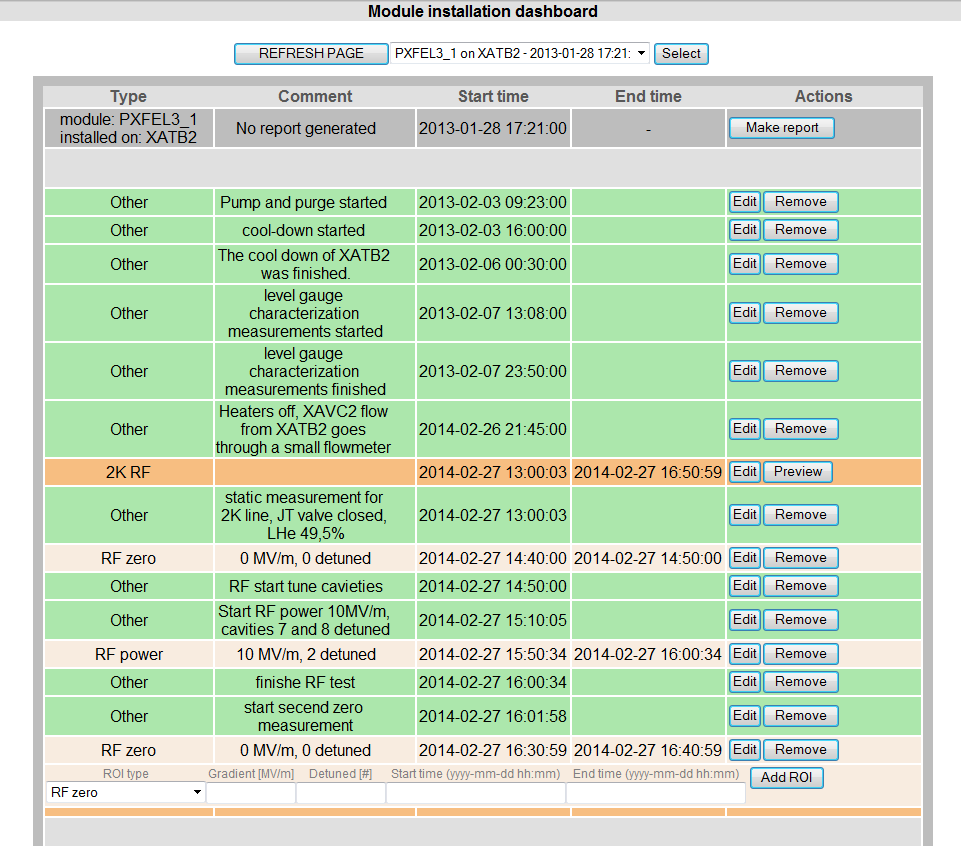 Module installation dashboard
REFRESH PAGE PXFEL3_1 on XATB2 - 2013-01-28 17:21: Select
Type Comment Start time End time Actions
module: PXFEL3_1
installed on: XATB2 No report generated 2013-01-28 17:21:00 - Make report
Other Pump and purge started 2013-02-03 09:23:00 Edit Remove
Other cool-down started 2013-02-03 16:00:00 Edit Remove
Other The cool down of XATB2
was finished. 2013-02-06 00:30:00 Edit Remove
Other level gauge
characterization
measurements started 2013-02-07 13:08:00 Edit Remove
Other level gauge
characterization
measurements finished 2013-02-07 23:50:00 Edit Remove
Other Heaters off, XAVC2 flow
from XATB2 goes
through a small flowmeter 2014-02-26 21:45:00 Edit Remove
2K RF 2014-02-27 13:00:03 2014-02-27 16:50:59 Edit Preview
Other static measurement for
2K line, JT valve closed,
LHe 49,5% 2014-02-27 13:00:03 Edit Remove
RF zero 0 MV/m, 0 detuned 2014-02-27 14:40:00 2014-02-27 14:50:00 Edit Remove
Other RF start tune cavieties 2014-02-27 14:50:00 Edit Remove
Other Start RF power 10MV/m,
cavities 7 and 8 detuned 2014-02-27 15:10:05 Edit Remove
RF power 10 MV/m, 2 detuned 2014-02-27 15:50:34 2014-02-27 16:00:34 Edit Remove
Other finishe RF test 2014-02-27 16:00:34 Edit Remove
Other start secend zero
measurement 2014-02-27 16:01:58 Edit Remove
RF zero 0 MV/m, 0 detuned 2014-02-27 16:30:59 2014-02-27 16:40:59 Edit Remove
ROI type Gradient [MV/m] Detuned [#] Start time (yyyy-mm-dd hh:mm) End time (yyyy-mm-dd hh:mm) Add ROI
RF zero